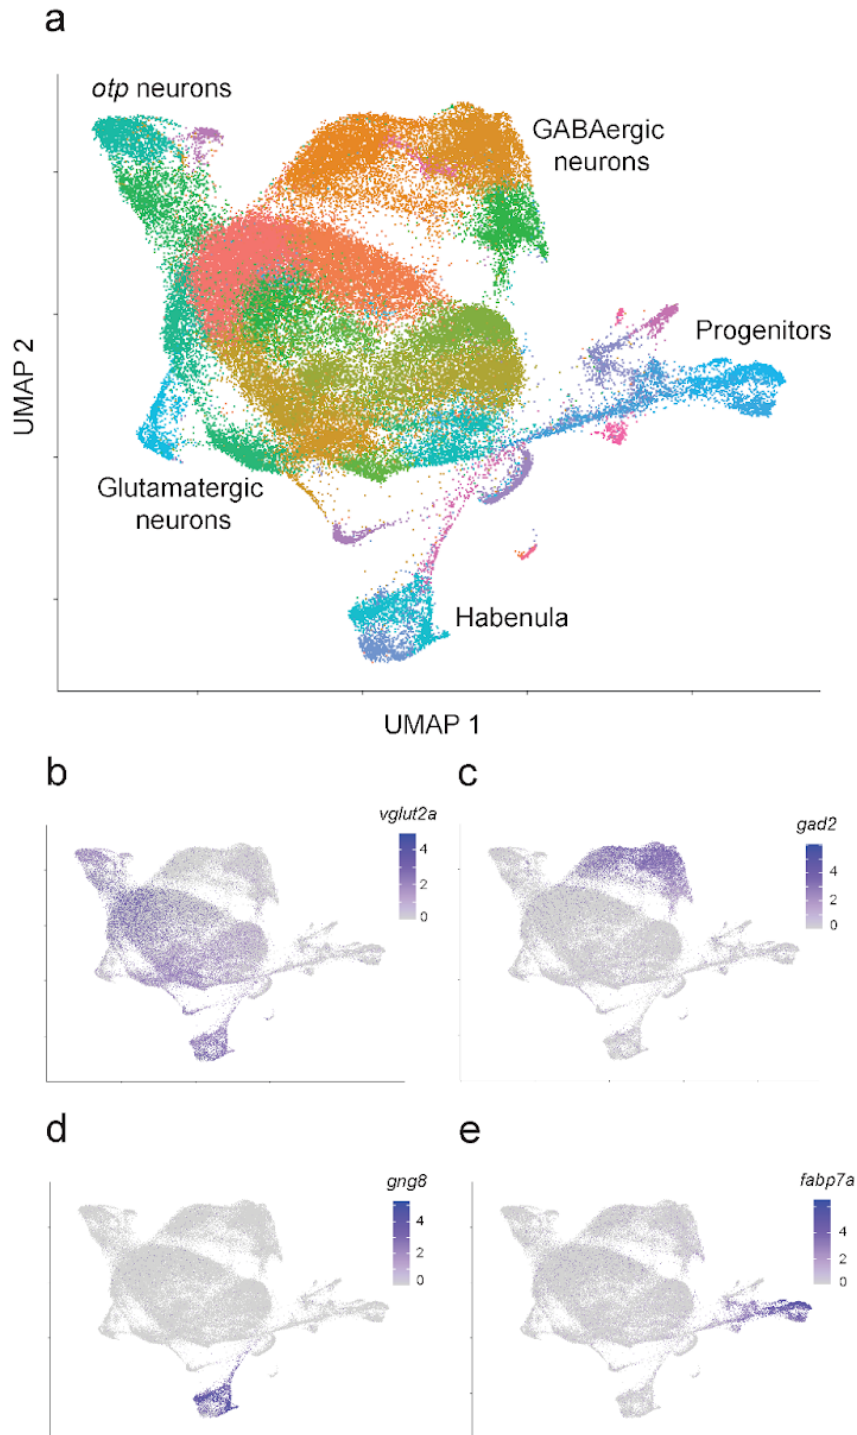 a
otp neurons
GABAergic
neurons
Progenitors
Glutamatergic
neurons
Habenula
UMAP 2
UMAP 1
b
vglut2a
4
2
0
c
gad2
4
2
0
d
gng8
4
2
0
e
fabp7a
4
2
0